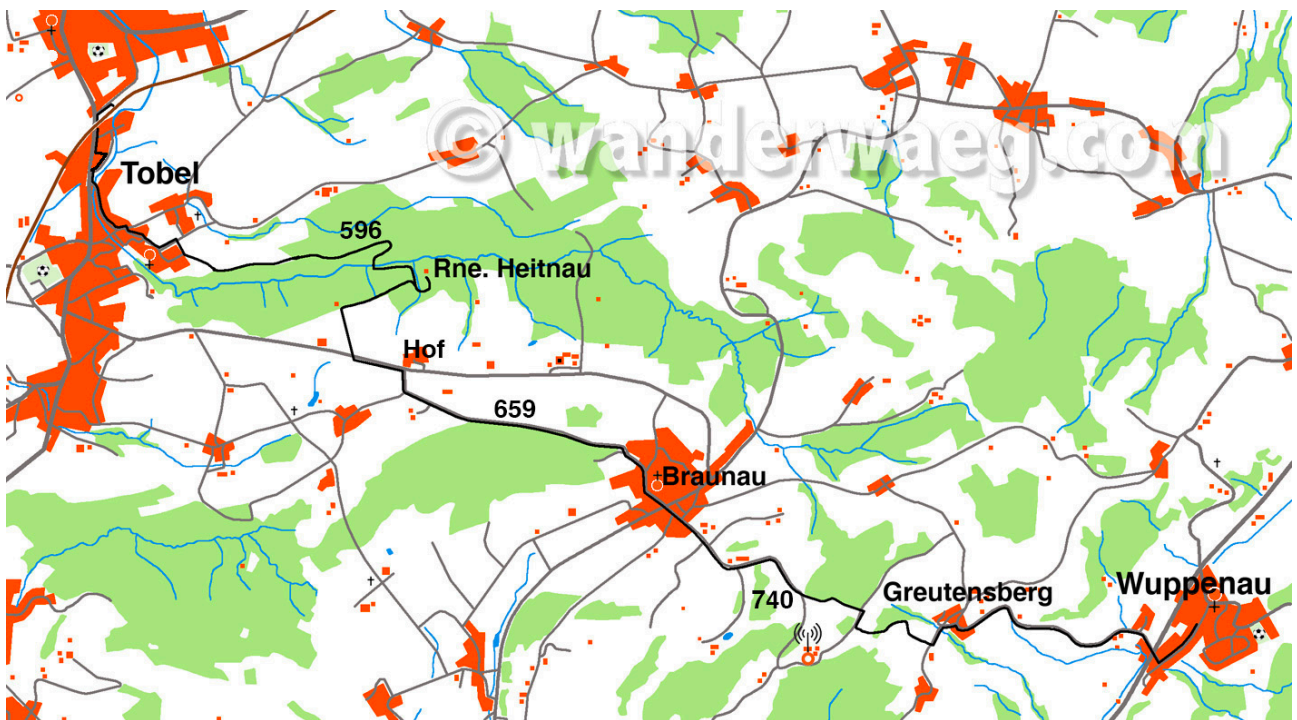 © wanderwaeg.com
Tobel
596
Rne. Heitnau
Hof
659
Braunau
740
Greutensberg
Wuppenau